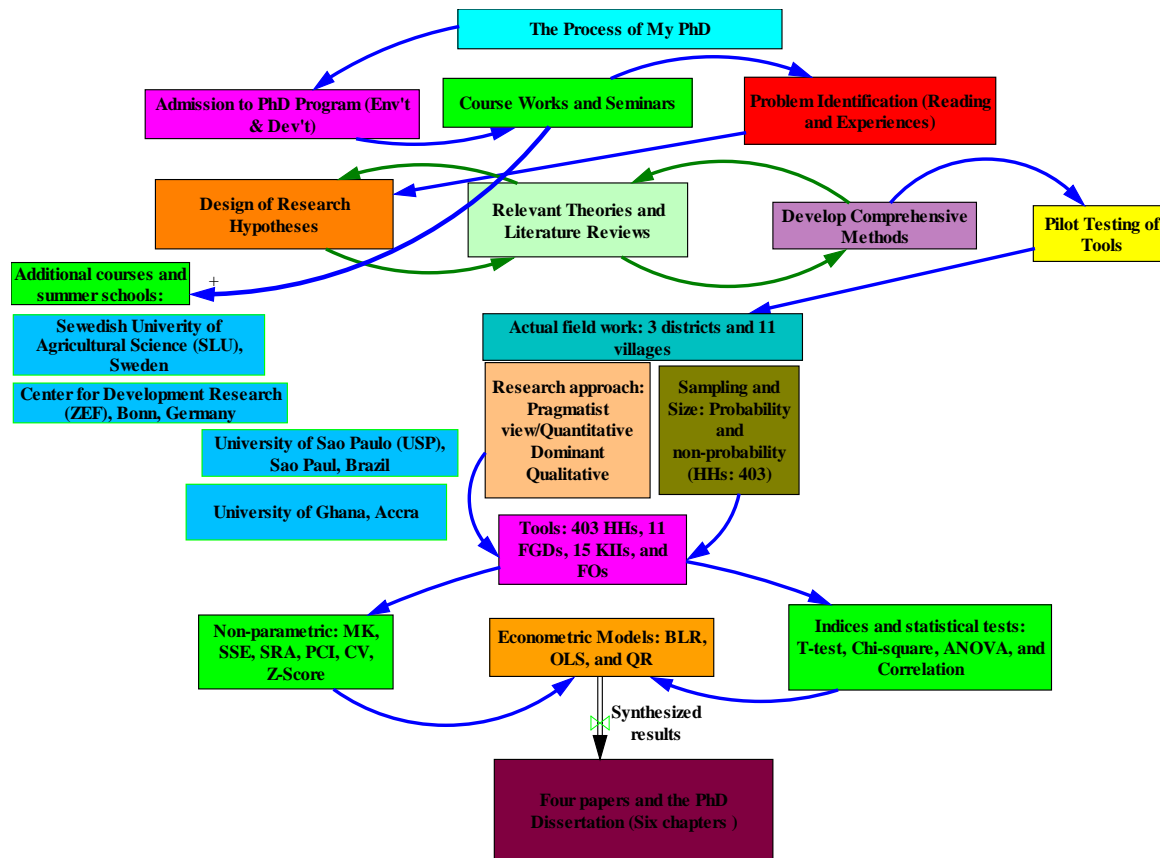 The Process of My PhD
Admission to PhD Program (Env't
& Dev't)
Course Works and Seminars
Problem Identification (Reading
and Experiences)
Design of Research
Hypotheses
Relevant Theories and
Literature Reviews
Develop Comprehensive
Methods
Pilot Testing of
Tools
Additional courses and
summer schools:
+
Sewedish Univerity of
Agricultural Science (SLU),
Sweden
Center for Development Research
(ZEF), Bonn, Germany
University of Sao Paulo (USP),
Sao Paul, Brazil
University of Ghana, Accra
Actual field work: 3 districts and 11
villages
Research approach:
Pragmatist
view/Quantitative
Dominant
Qualitative
Sampling and
Size: Probability
and
non-probability
(HHs: 403)
Tools: 403 HHs, 11
FGDs, 15 KIIs, and
FOs
Non-parametric: MK,
SSE, SRA, PCI, CV,
Z-Score
Econometric Models: BLR,
OLS, and QR
Indices and statistical tests:
T-test, Chi-square, ANOVA, and
Correlation
Synthesized
results
Four papers and the PhD
Dissertation (Six chapters )